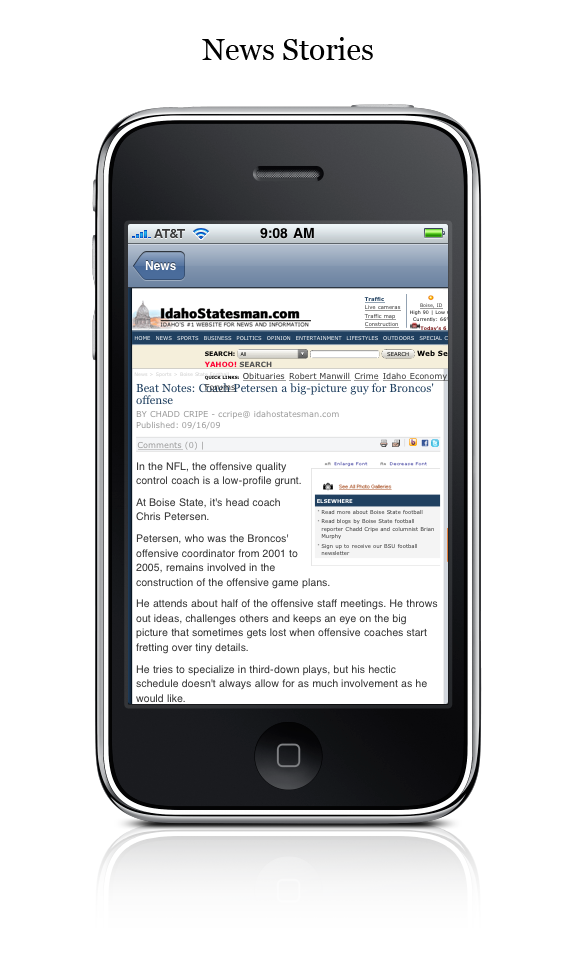 News Stories
AT&T 9:08 AM
News
IdahoStatesman.com
IDAHO'S #1 WEBSITE FOR NEWS AND INFORMATION
Traffic
Live cameras
Traffic map
Construction
Boise, ID
High 90 | Low
Currently: 66
Today's
HOME NEWS SPORTS BUSINESS POLITICS OPINION ENTERTAINMENT LIFESTYLES OUTDOORS SPECIAL
SEARCH: All SEARCH Web Se
YAHOO! SEARCH
QUICK LINKS: Obituaries Robert Manwill Crime Idaho Economy
Beat Notes: Coach Petersen a big-picture guy for Broncos'
offense
BY CHADD CRIPE - ccripe@ idahostatesman.com
Published: 09/16/09
Comments (0) |
Enlarge Font Decrease Font
See All Photo Galleries
ELSEWHERE
Read more about Boise State football
Read blogs by Boise State football
reporter Chadd Cripe and columnist Brian
Murphy
Sign up to receive our BSU football
newsletter
In the NFL, the offensive quality
control coach is a low-profile grunt.
At Boise State, it's head coach
Chris Petersen.
Petersen, who was the Broncos'
offensive coordinator from 2001 to
2005, remains involved in the
construction of the offensive game plans.
He attends about half of the offensive staff meetings. He throws
out ideas, challenges others and keeps an eye on the big
picture that sometimes gets lost when offensive coaches start
fretting over tiny details.
He tries to specialize in third-down plays, but his hectic
schedule doesn't always allow for as much involvement as he
would like.